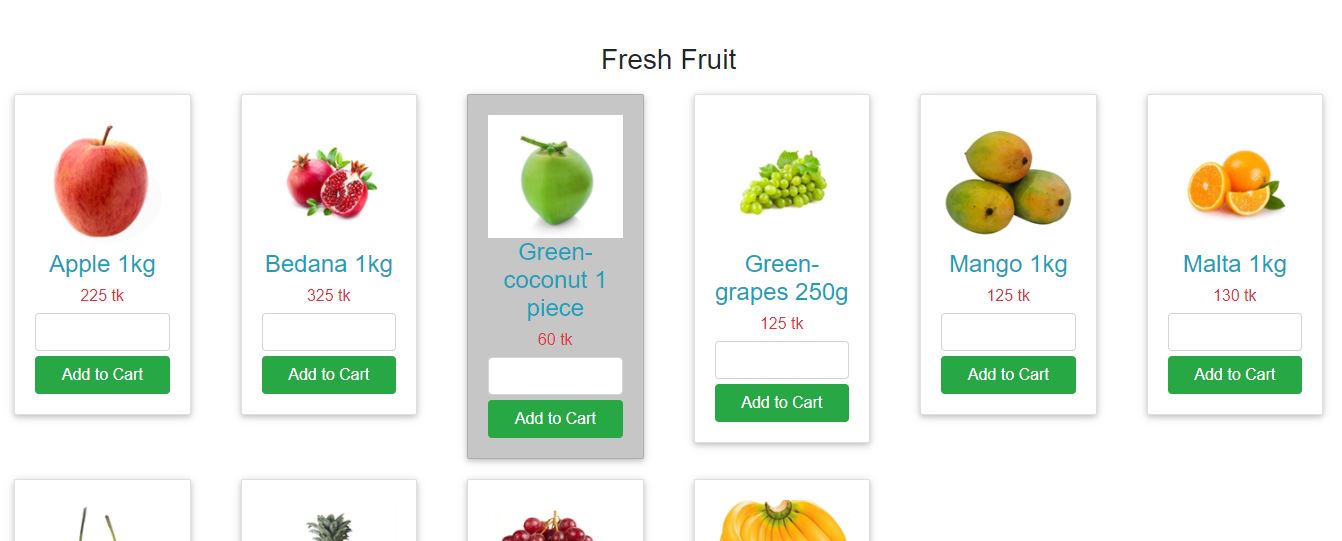 Fresh Fruit
Apple 1kg
225 tk
Add to Cart
Bedana 1kg
325 tk
Add to Cart
Green-
coconut 1
piece
60 tk
Add to Cart
Green-
grapes 250g
125 tk
Add to Cart
Mango 1kg
125 tk
Add to Cart
Malta 1kg
130 tk
Add to Cart